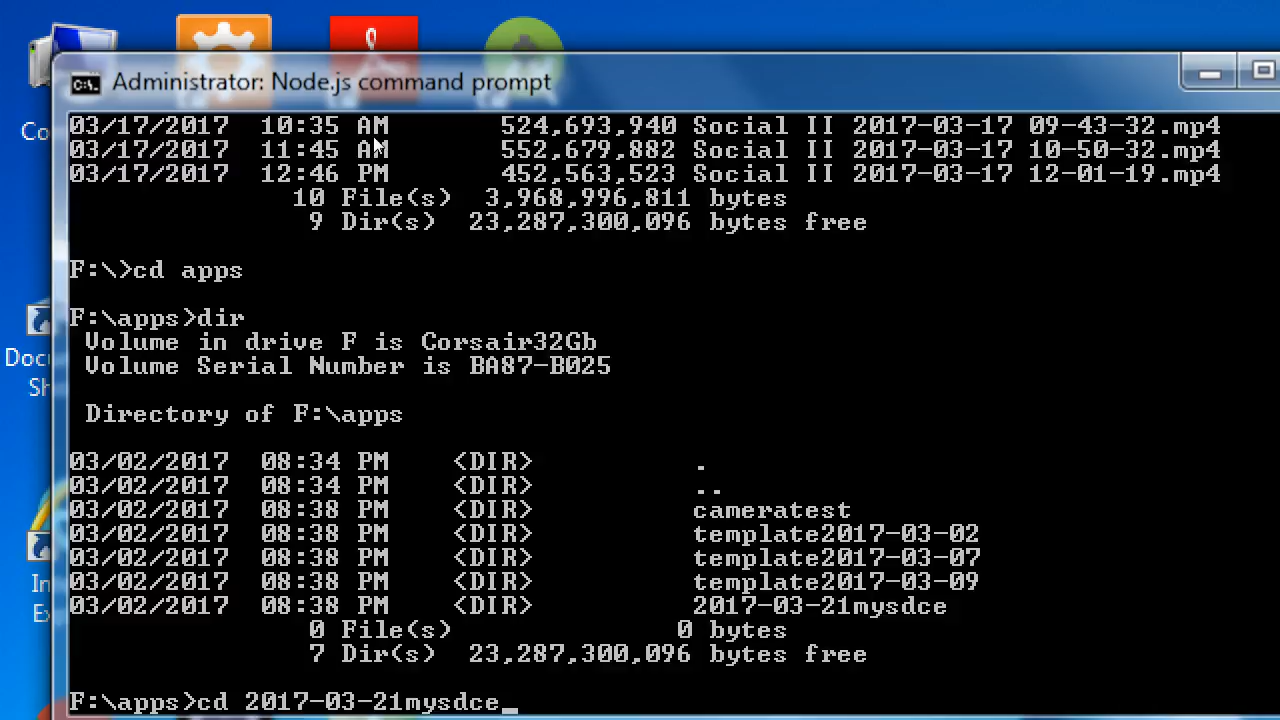 Administrator: Node.js command prompt
Co
03/17/2017 10:35 AM 524,693,940 Social II 2017-03-17 09-43-32.mp4
03/17/2017 11:45 AM 552,679,882 Social II 2017-03-17 10-50-32.mp4
03/17/2017 12:46 PM 452,563,523 Social II 2017-03-17 12-01-19.mp4
10 File(s) 3,968,996,811 bytes
9 Dir(s) 23,287,300,096 bytes free
F:\>cd apps
F:\apps>dir
Volume in drive F is Corsair32Gb
Volume Serial Number is BA87-B025
Docu
Sh
Directory of F:\apps
03/02/2017 08:34 PM <DIR> .
03/02/2017 08:34 PM <DIR> ..
03/02/2017 08:38 PM <DIR> cameratest
03/02/2017 08:38 PM <DIR> template2017-03-02
03/02/2017 08:38 PM <DIR> template2017-03-07
03/02/2017 08:38 PM <DIR> template2017-03-09
03/02/2017 08:38 PM <DIR> 2017-03-21mysdce
In
Ex
0 File(s) 0 bytes
7 Dir(s) 23,287,300,096 bytes free
F:\apps>cd 2017-03-21mysdce_